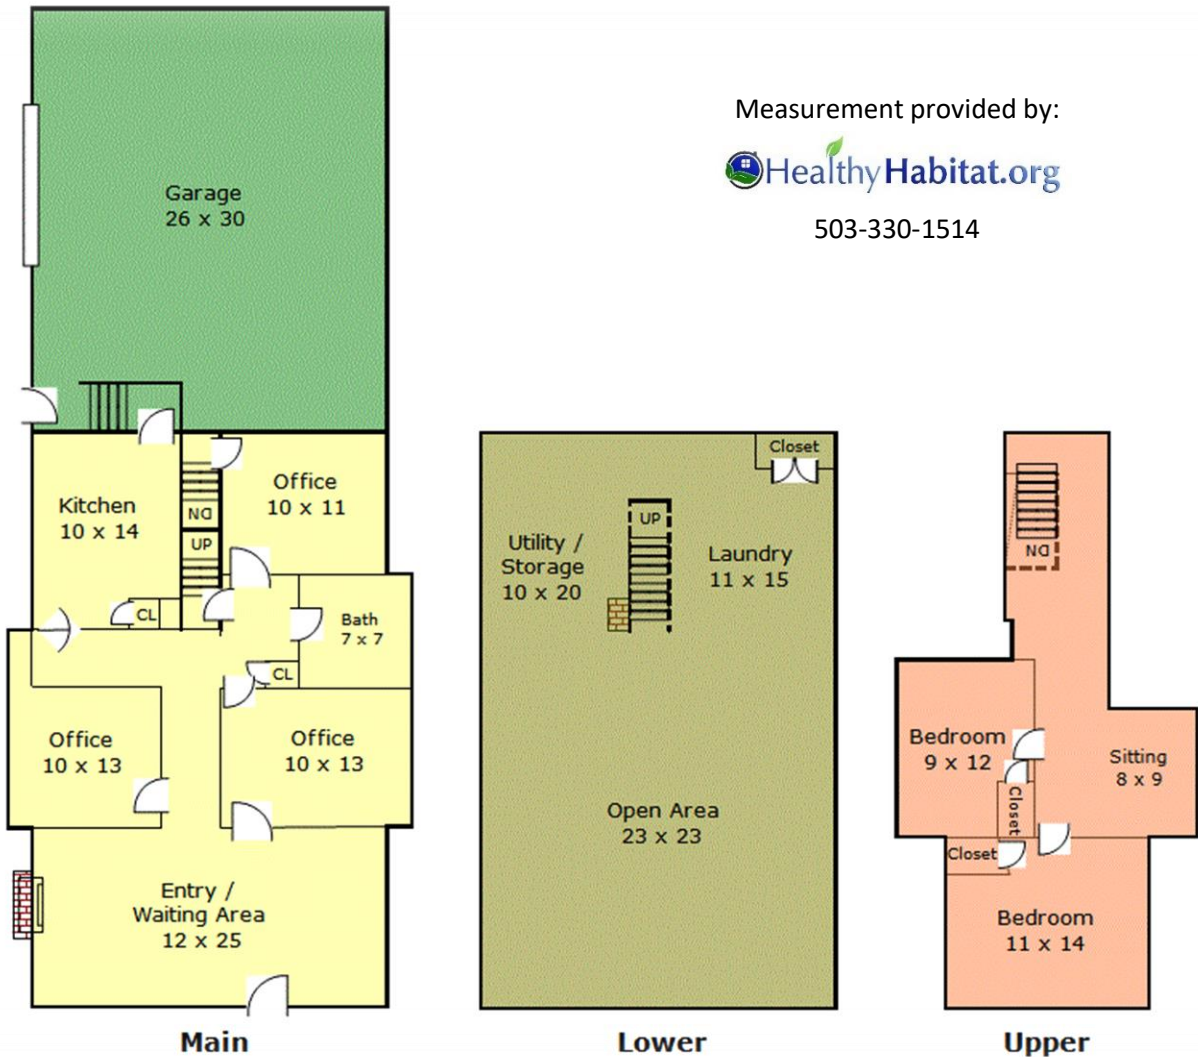 Measurement provided by:
HealthyHabitat.org
503-330-1514
Garage
26 x 30
Kitchen
10 x 14
DN
UP
Office
10 x 11
CL
Bath
7 x 7
CL
Office
10 x 13
Office
10 x 13
Entry /
Waiting Area
12 x 25
Main
Closet
UP
Utility /
Storage
10 x 20
Laundry
11 x 15
Open Area
23 x 23
Lower
DN
Bedroom
9 x 12
Sitting
8 x 9
Closet
Closet
Bedroom
11 x 14
Upper